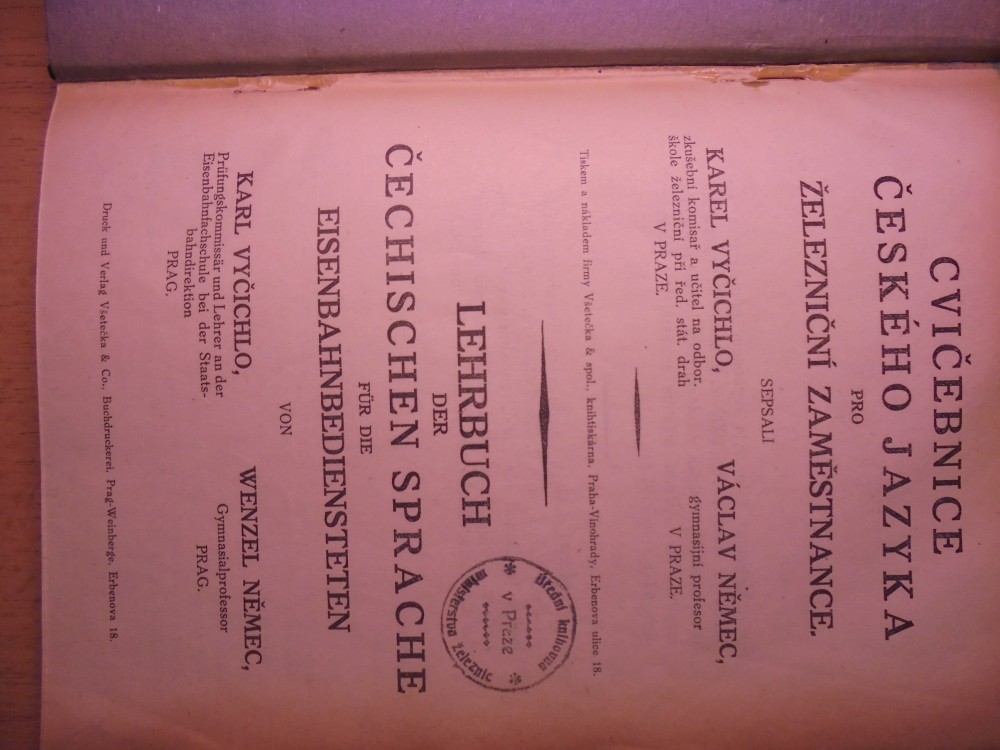 CVIČEBNICE
ČESKÉHO JAZYKA
PRO
ŽELEZNIČNÍ ZAMĚSTNANCE.
SEPSALI
KAREL VYČICHLO,
zkušební komisař a učitel na odbor.
škole železniční při řed. stát. drah
V PRAZE.
VÁCLAV NĚMEC,
gymnasijní profesor
V PRAZE.
Tiskem a nákladem firmy Všetečka & spol., knihtiskárna, Praha-Vinohrady, Erbenova ulice 18.
LEHRBUCH
DER
ČECHISCHEN SPRACHE
FÜR DIE
EISENBAHNBEDIENSTETEN
VON
KARL VYČICHLO,
Prüfungskommissär und Lehrer an der
Eisenbahnfachschule bei der Staats-
bahndirektion
PRAG.
WENZEL NĚMEC,
Gymnasialprofessor
PRAG.
Druck und Verlag Všetečka & Co., Buchdruckerei, Prag-Weinberge, Erbenova 18.
Úřední knihovna
v Praze
ministerstva železnic